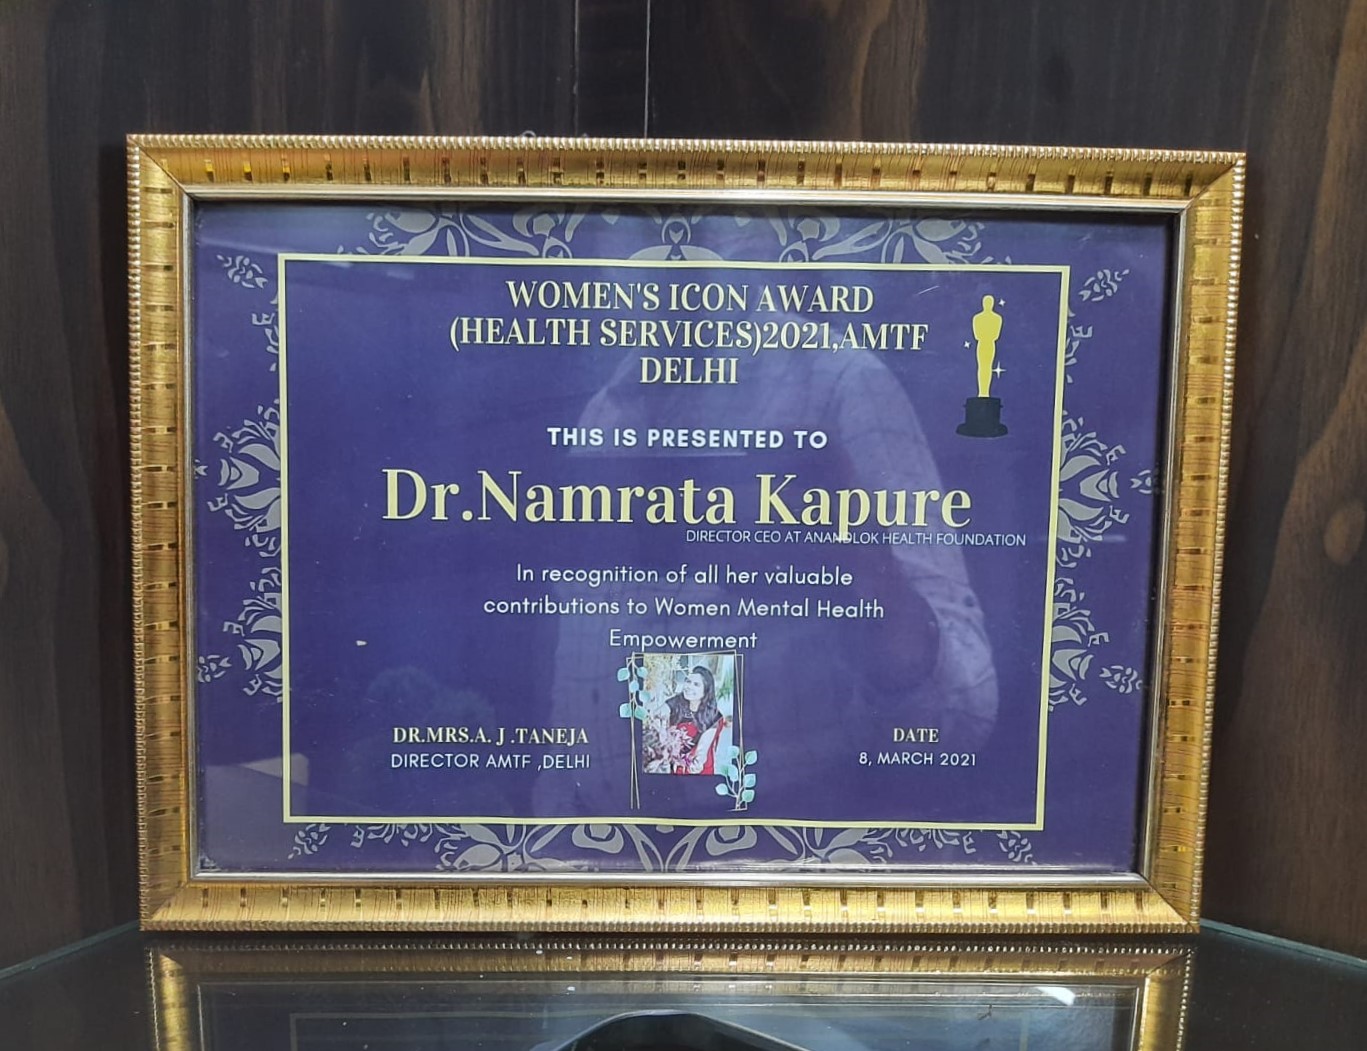 WOMEN'S ICON AWARD
(HEALTH SERVICES)2021,AMTF
DELHI
THIS IS PRESENTED TO
Dr.Namrata Kapure
DIRECTOR CEO AT ANANDLOK HEALTH FOUNDATION
In recognition of all her valuable
contributions to Women Mental Health
Empowerment
DR.MRS.A. J .TANEJA
DIRECTOR AMTF ,DELHI
DATE
8, MARCH 2021